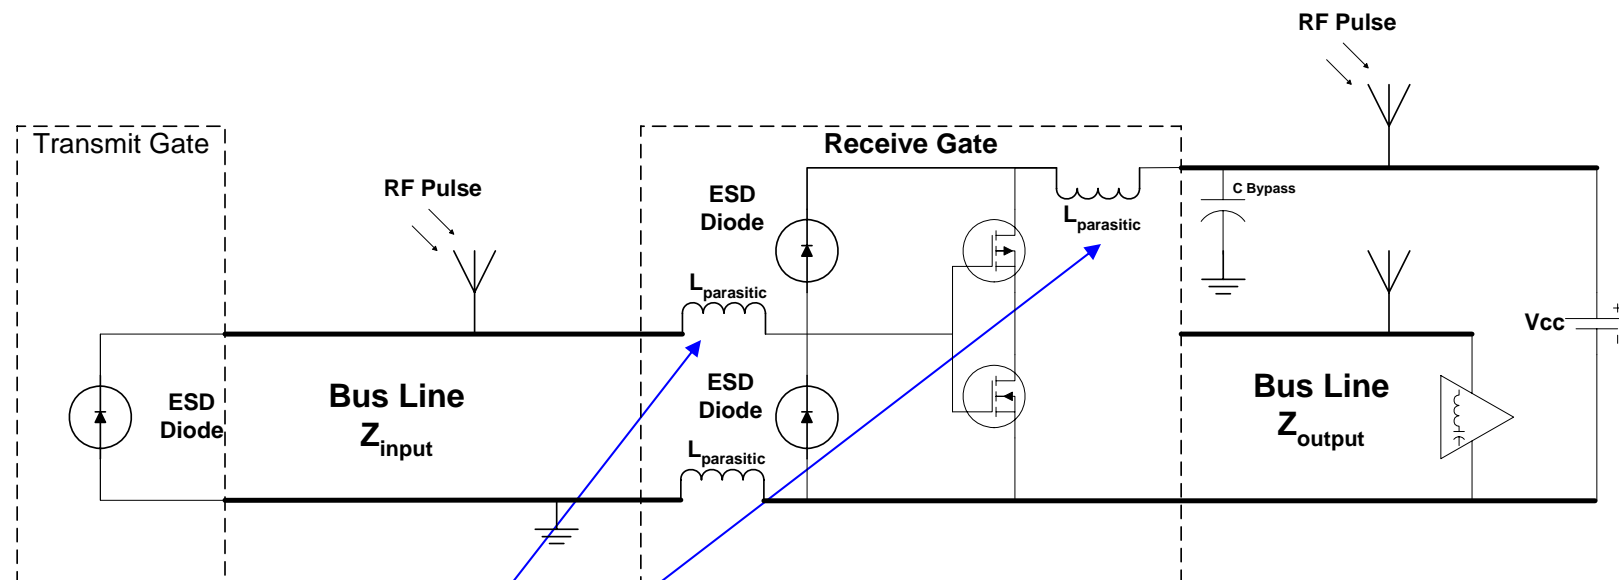 RF Pulse
Transmit Gate
Receive Gate
RF Pulse
ESD
Diode
C Bypass
Lparasitic
Lparasitic
Vcc
+
-
ESD
Diode
Bus Line
Zinput
ESD
Diode
Bus Line
Zoutput
Lparasitic